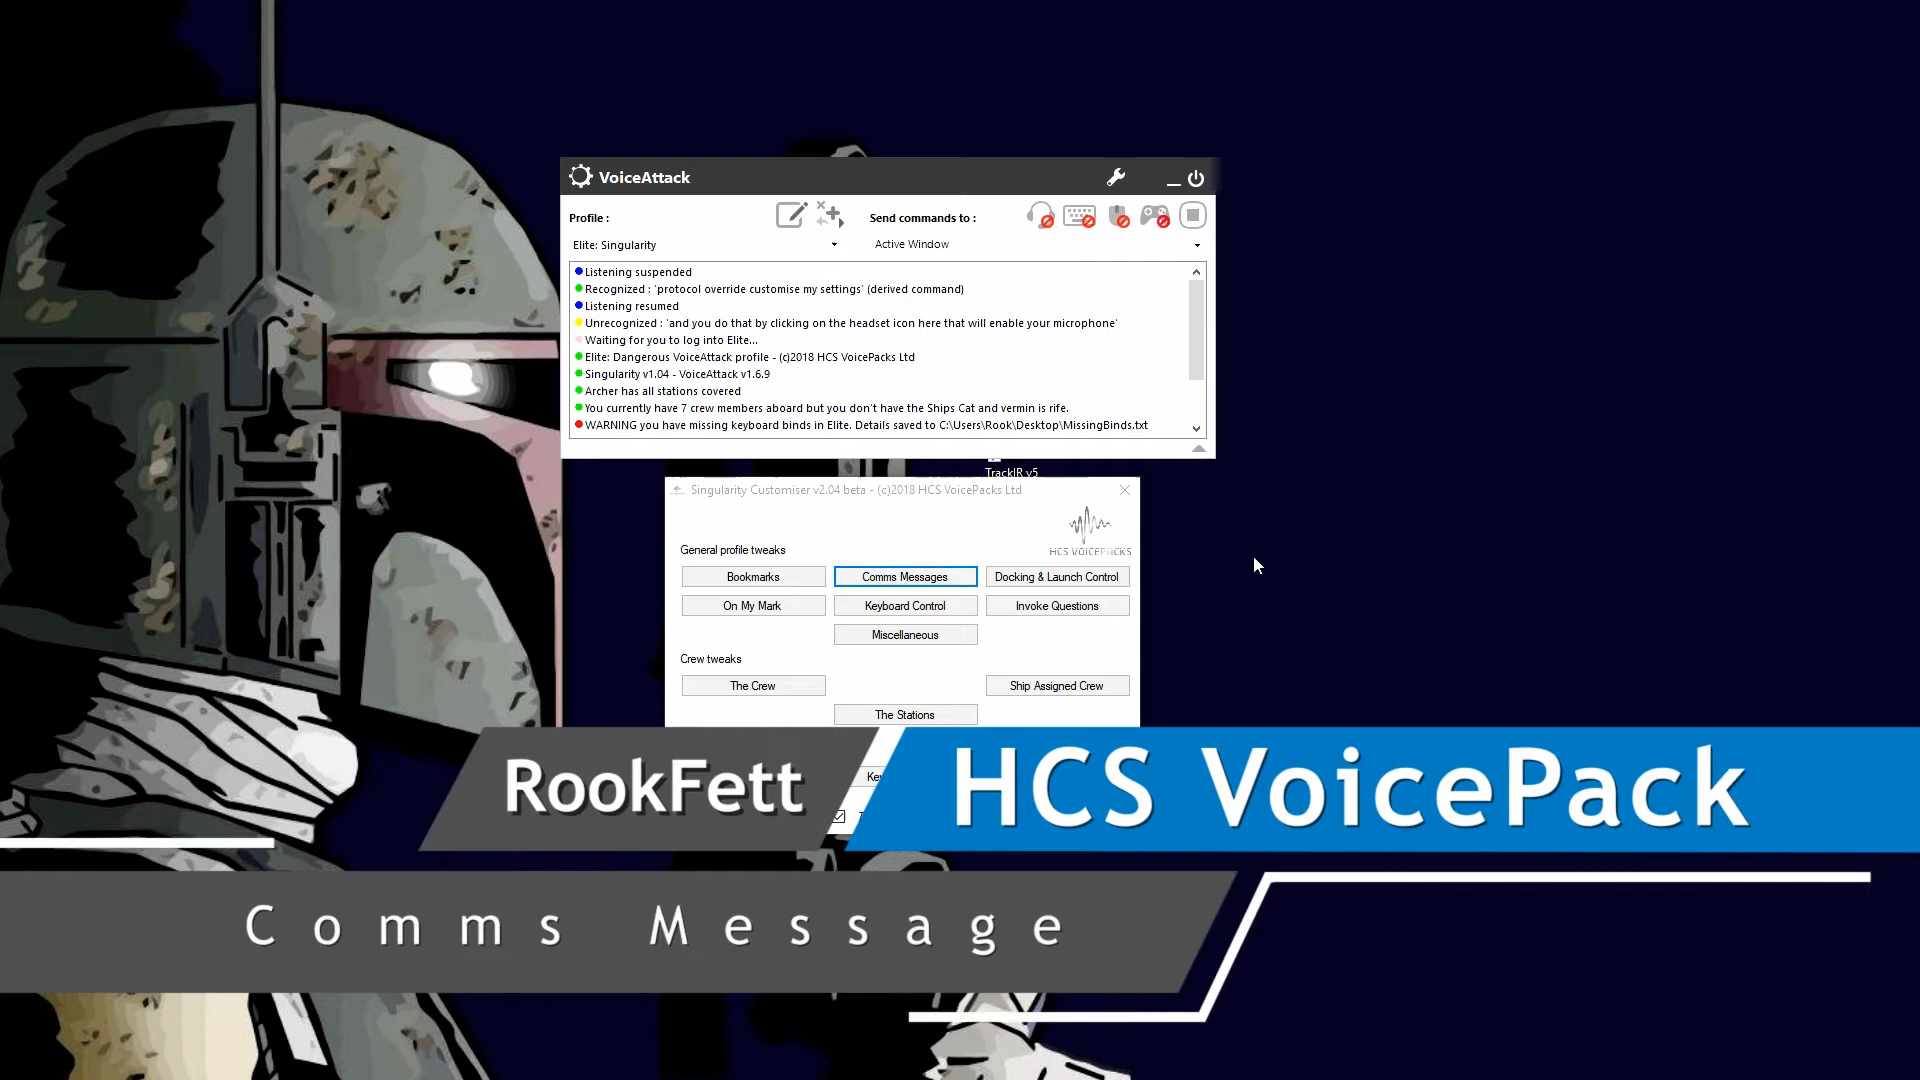 VoiceAttack
Profile :
Send commands to :
Elite: Singularity
Active Window
Listening suspended
Recognized : 'protocol override customise my settings' (derived command)
Listening resumed
Unrecognized : 'and you do that by clicking on the headset icon here that will enable your microphone'
Waiting for you to log into Elite...
Elite: Dangerous VoiceAttack profile - (c)2018 HCS VoicePacks Ltd
Singularity v1.04 - VoiceAttack v1.6.9
Archer has all stations covered
You currently have 7 crew members aboard but you don't have the Ships Cat and vermin is rife.
WARNING you have missing keyboard binds in Elite. Details saved to C:\Users\Rook\Desktop\MissingBinds.txt
TrackIR v5
Singularity Customiser v2.04 beta - (c)2018 HCS VoicePacks Ltd
HCS VOICEPACKS
General profile tweaks
Bookmarks
Comms Messages
Docking & Launch Control
On My Mark
Keyboard Control
Invoke Questions
Miscellaneous
Crew tweaks
The Crew
Ship Assigned Crew
The Stations
RookFett
HCS VoicePack
Comms Message